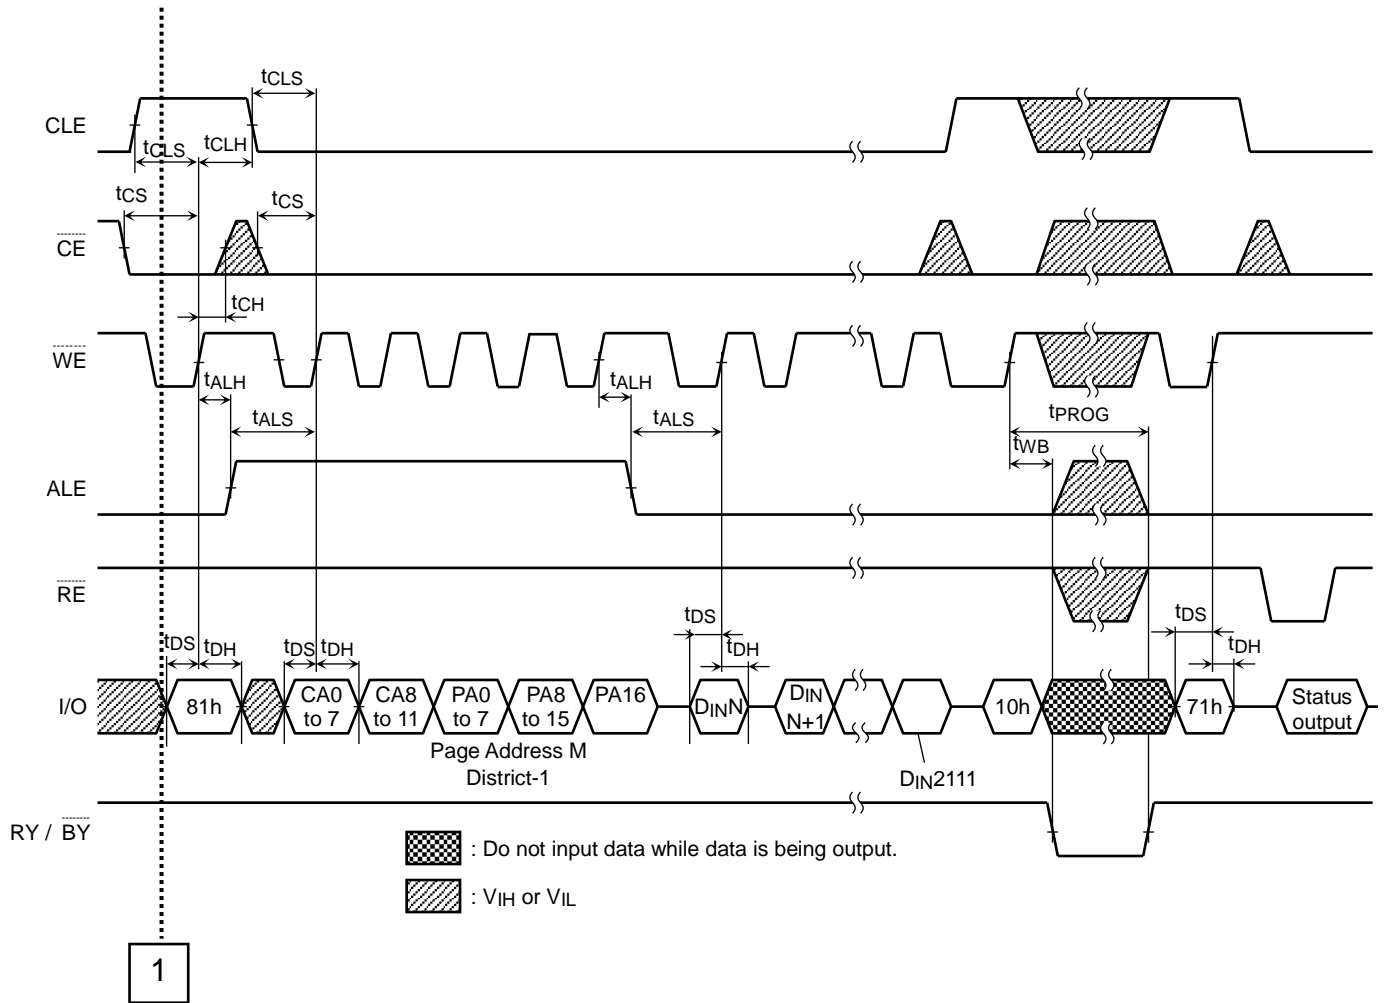 tCLS
CLE
tCLS
tCLH
tCS
tCS
CE
tCH
WE
tALH
tALH
tPROG
tALS
tALS
tWB
ALE
RE
tDS
tDS
tDS
tDH
tDS
tDH
tDH
tDH
I/O
81h
CA0
to 7
CA8
to 11
PA0
to 7
PA8
to 15
PA16
DINN
DIN
N+1
10h
71h
Status
output
Page Address M
District-1
DIN2111
RY / BY
: Do not input data while data is being output.
: VIH or VIL
1